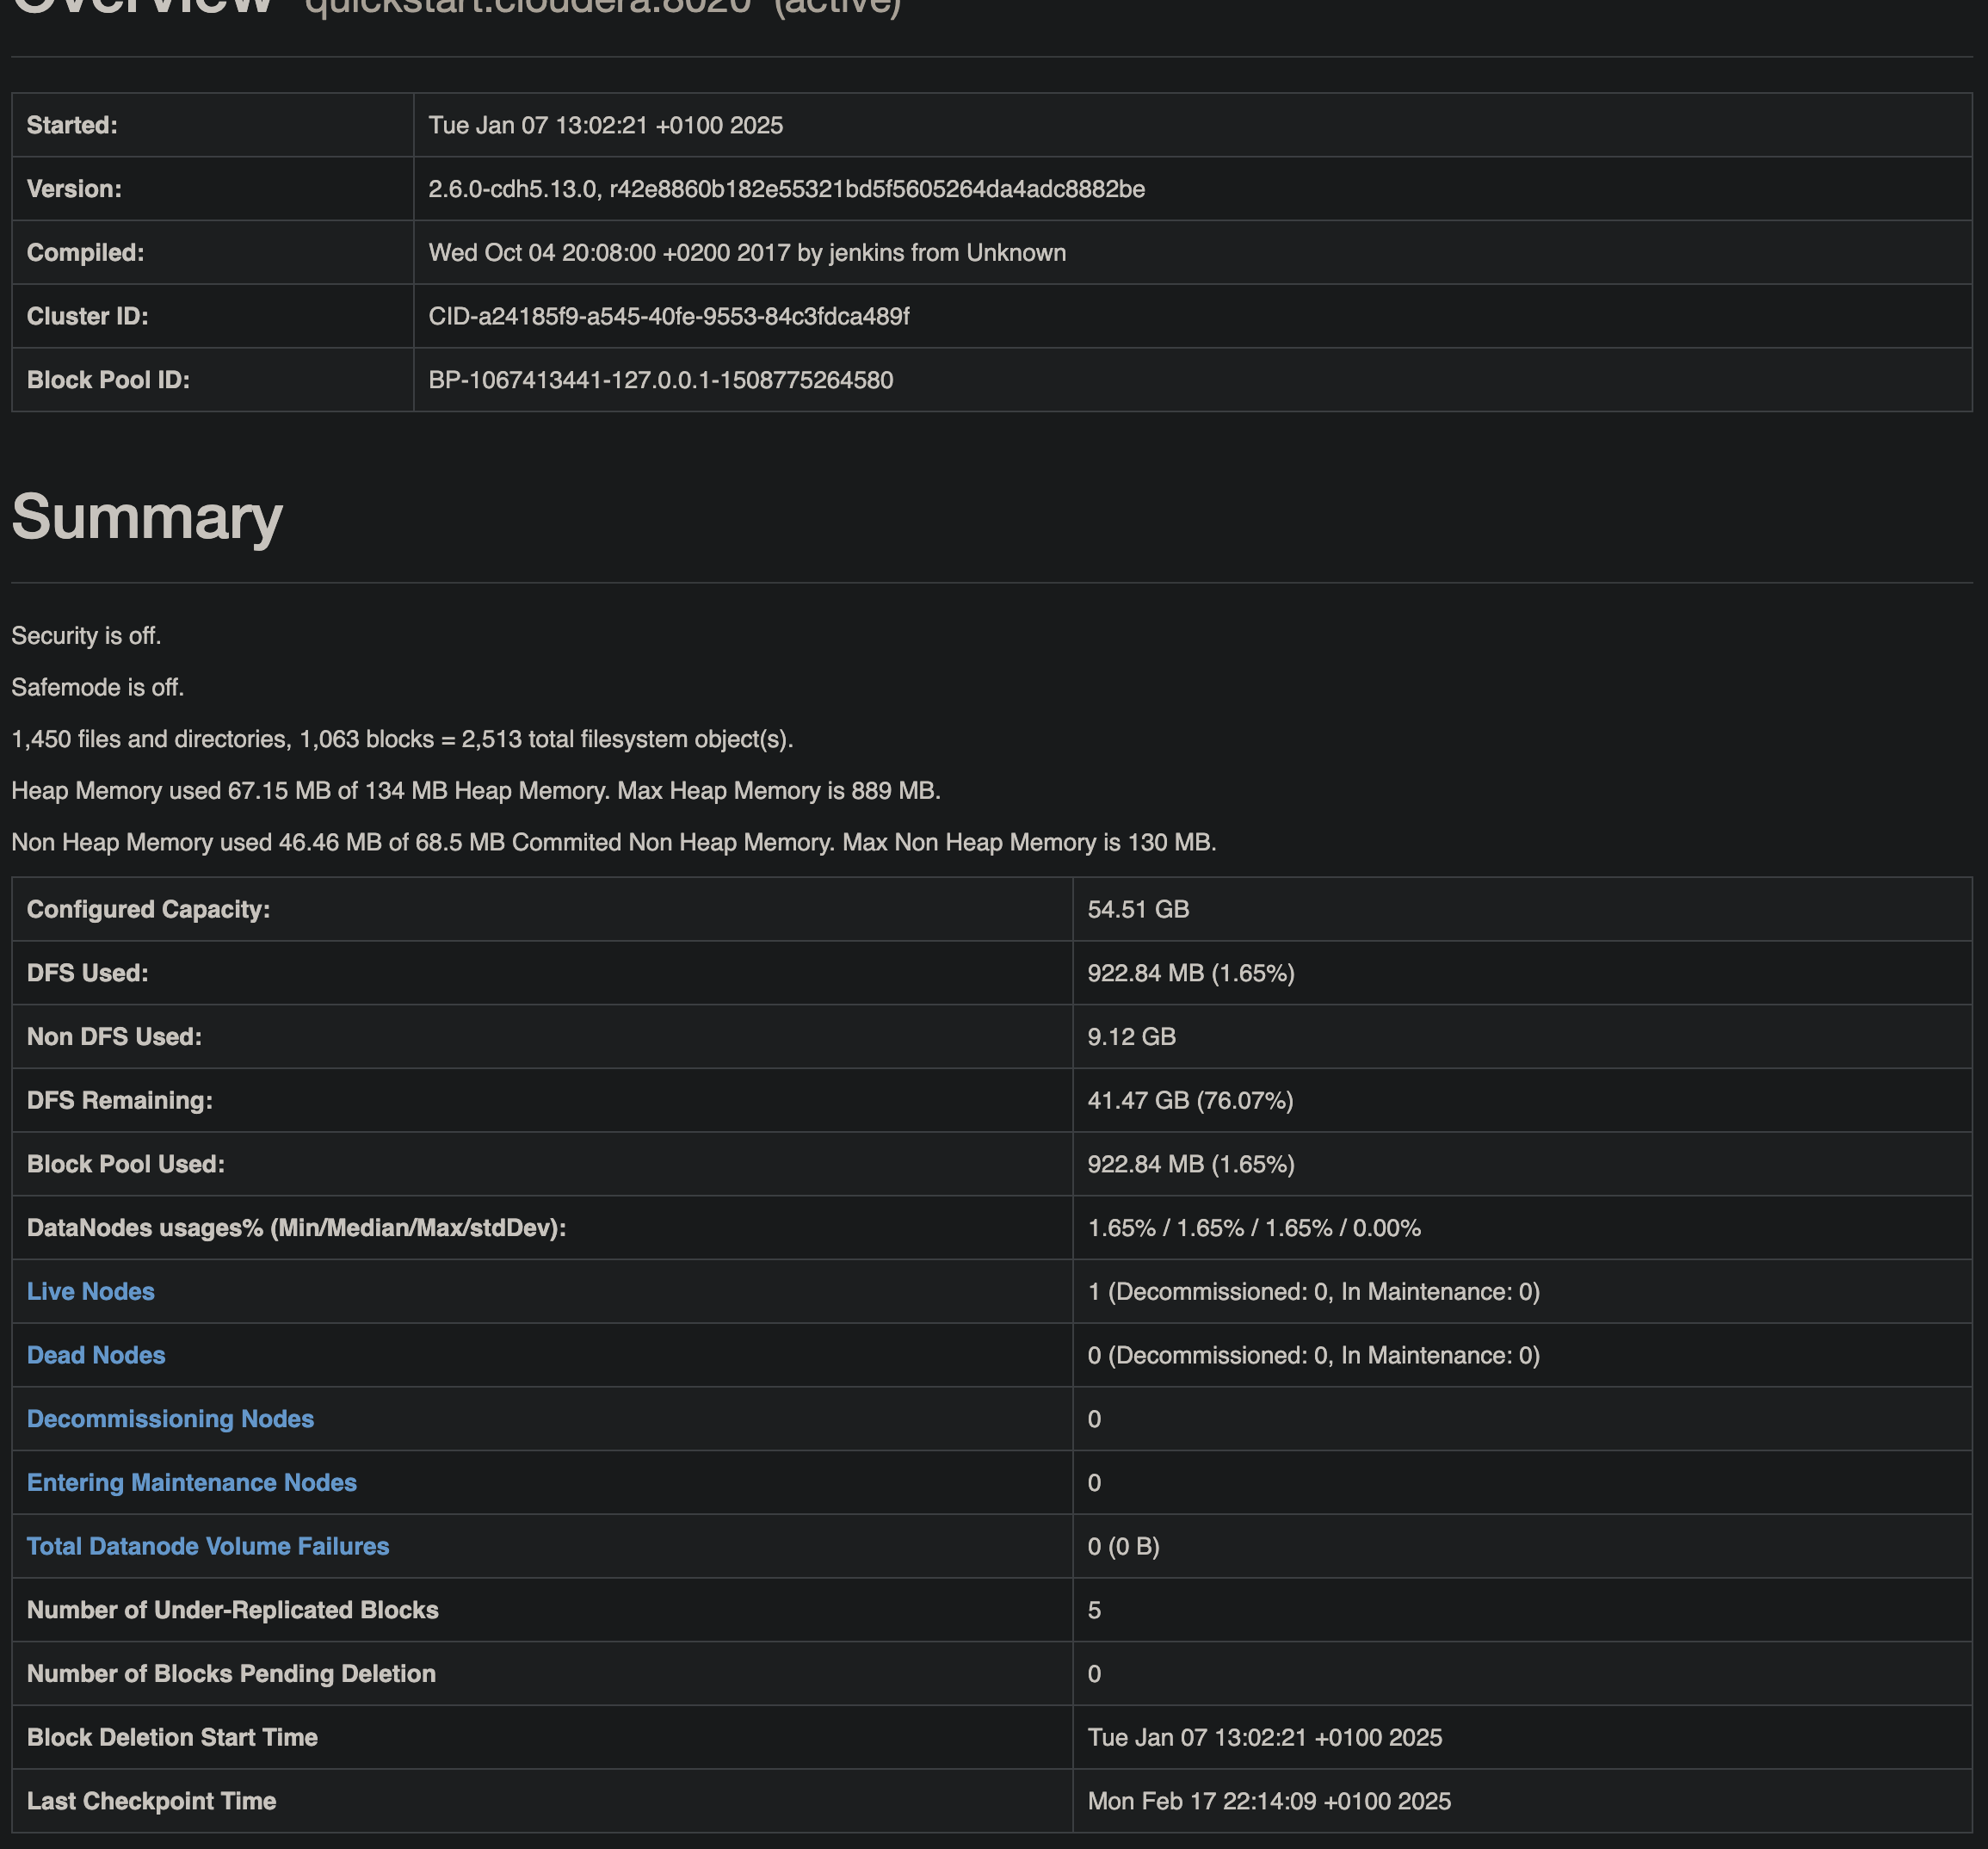 Overview quickstart.cloudera:8020 (active)
Started: Tue Jan 07 13:02:21 +0100 2025
Version: 2.6.0-cdh5.13.0, r42e8860b182e55321bd5f5605264da4adc8882be
Compiled: Wed Oct 04 20:08:00 +0200 2017 by jenkins from Unknown
Cluster ID: CID-a24185f9-a545-40fe-9553-84c3fdca489f
Block Pool ID: BP-1067413441-127.0.0.1-1508775264580
Summary
Security is off.
Safemode is off.
1,450 files and directories, 1,063 blocks = 2,513 total filesystem object(s).
Heap Memory used 67.15 MB of 134 MB Heap Memory. Max Heap Memory is 889 MB.
Non Heap Memory used 46.46 MB of 68.5 MB Commited Non Heap Memory. Max Non Heap Memory is 130 MB.
Configured Capacity: 54.51 GB
DFS Used: 922.84 MB (1.65%)
Non DFS Used: 9.12 GB
DFS Remaining: 41.47 GB (76.07%)
Block Pool Used: 922.84 MB (1.65%)
DataNodes usages% (Min/Median/Max/stdDev): 1.65% / 1.65% / 1.65% / 0.00%
Live Nodes 1 (Decommissioned: 0, In Maintenance: 0)
Dead Nodes 0 (Decommissioned: 0, In Maintenance: 0)
Decommissioning Nodes 0
Entering Maintenance Nodes 0
Total Datanode Volume Failures 0 (0 B)
Number of Under-Replicated Blocks 5
Number of Blocks Pending Deletion 0
Block Deletion Start Time Tue Jan 07 13:02:21 +0100 2025
Last Checkpoint Time Mon Feb 17 22:14:09 +0100 2025